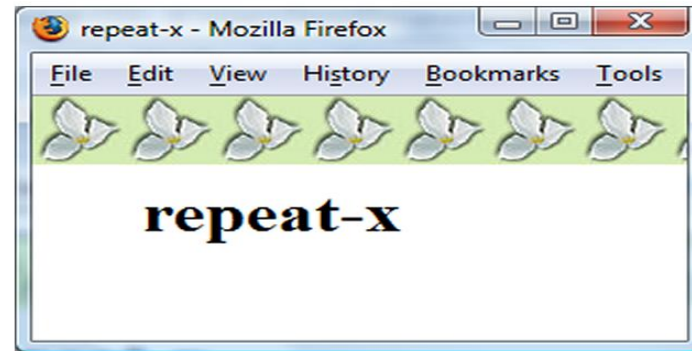 repeat-x - Mozilla Firefox
File Edit View History Bookmarks Tools
repeat-x